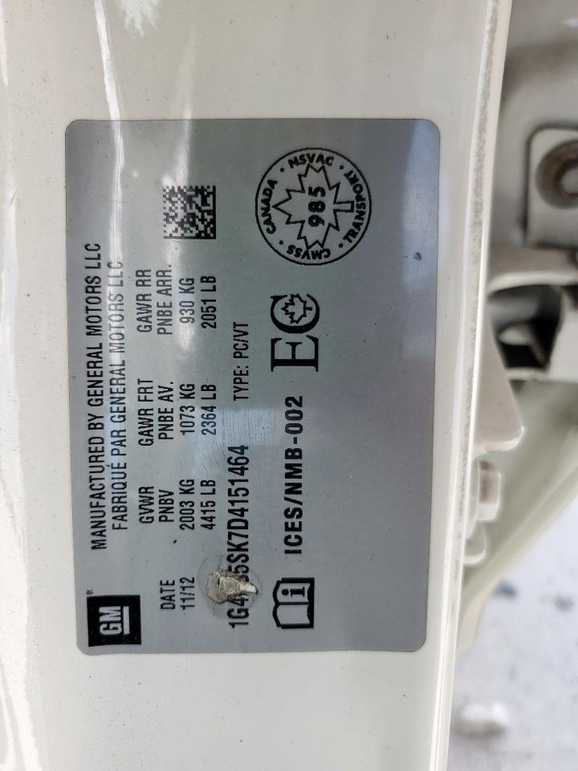 GM
MANUFACTURED BY GENERAL MOTORS LLC
FABRIQUÉ PAR GENERAL MOTORS LLC
DATE GVWR GAWR FRT GAWR RR
11/12 PNBV PNBE AV. PNBE ARR.
2003 KG 1073 KG 930 KG
4415 LB 2364 LB 2051 LB
TYPE: PC/VT
ICES/NMB-002 EC
CANADA · NSVAC · TRANSPORT · CMVSS
985